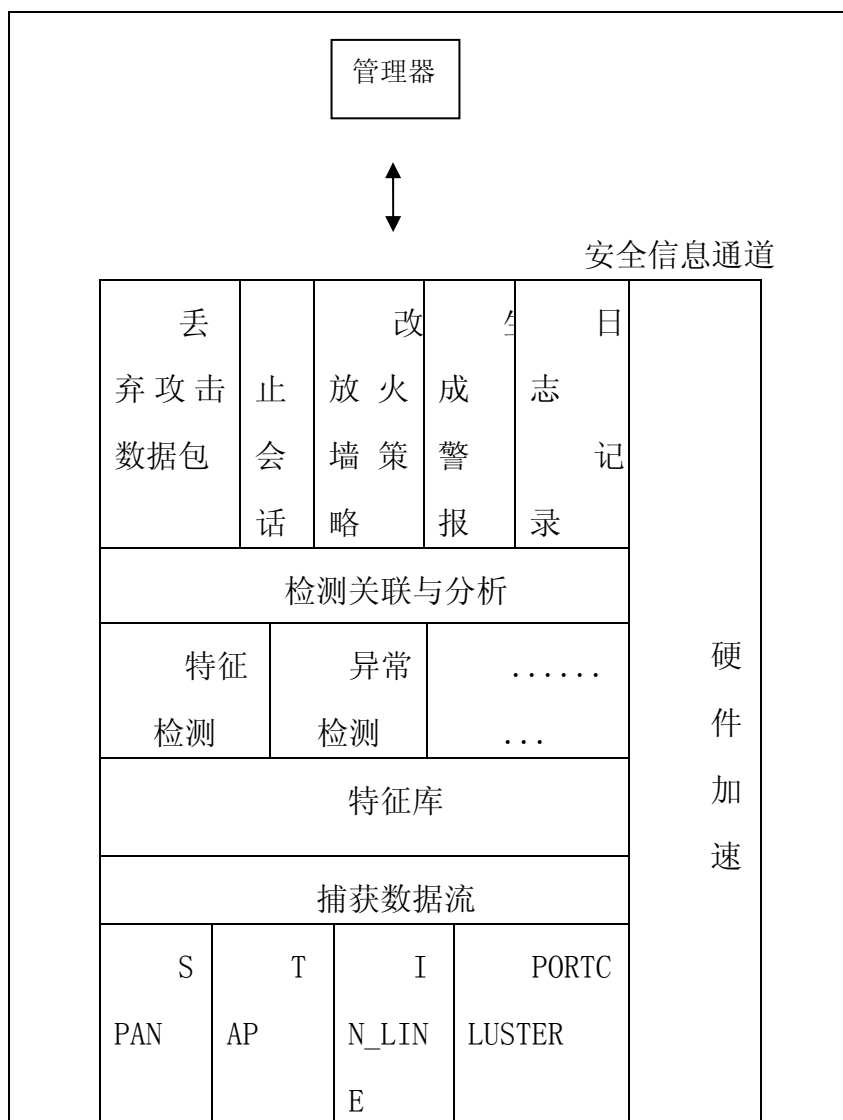 管理器
安全信息通道
丢
弃攻击
数据包
止
会
话
改
放火
墙策
略
成
警
报
日
志
记
录
检测关联与分析
特征
检测
异常
检测
......
...
特征库
捕获数据流
S
PAN
T
AP
I
N_LIN
E
PORTC
LUSTER
硬
件
加
速